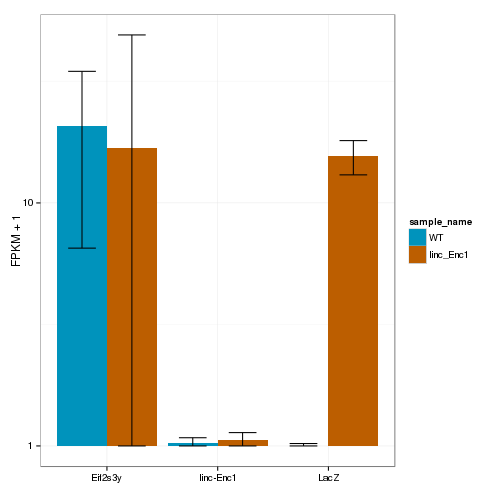 FPKM + 1
10
1
Eif2s3y
linc-Enc1
LacZ
sample_name
WT
linc_Enc1